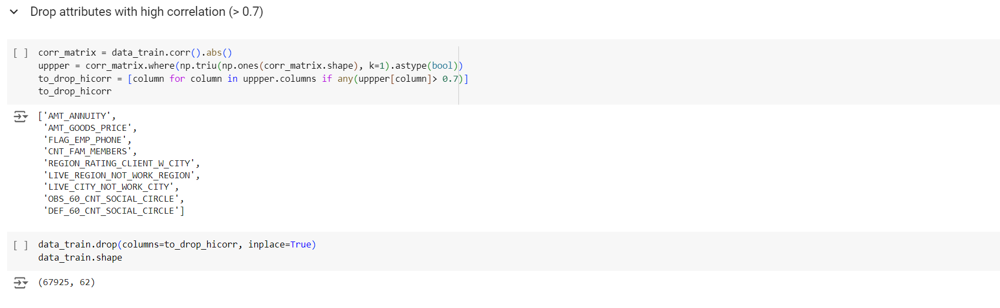 Drop attributes with high correlation (> 0.7)
[ ] corr_matrix = data_train.corr().abs()
uppper = corr_matrix.where(np.triu(np.ones(corr_matrix.shape), k=1).astype(bool))
to_drop_hicorr = [column for column in uppper.columns if any(uppper[column]> 0.7)]
to_drop_hicorr
['AMT_ANNUITY',
'AMT_GOODS_PRICE',
'FLAG_EMP_PHONE',
'CNT_FAM_MEMBERS',
'REGION_RATING_CLIENT_W_CITY',
'LIVE_REGION_NOT_WORK_REGION',
'LIVE_CITY_NOT_WORK_CITY',
'OBS_60_CNT_SOCIAL_CIRCLE',
'DEF_60_CNT_SOCIAL_CIRCLE']
[ ] data_train.drop(columns=to_drop_hicorr, inplace=True)
data_train.shape
(67925, 62)